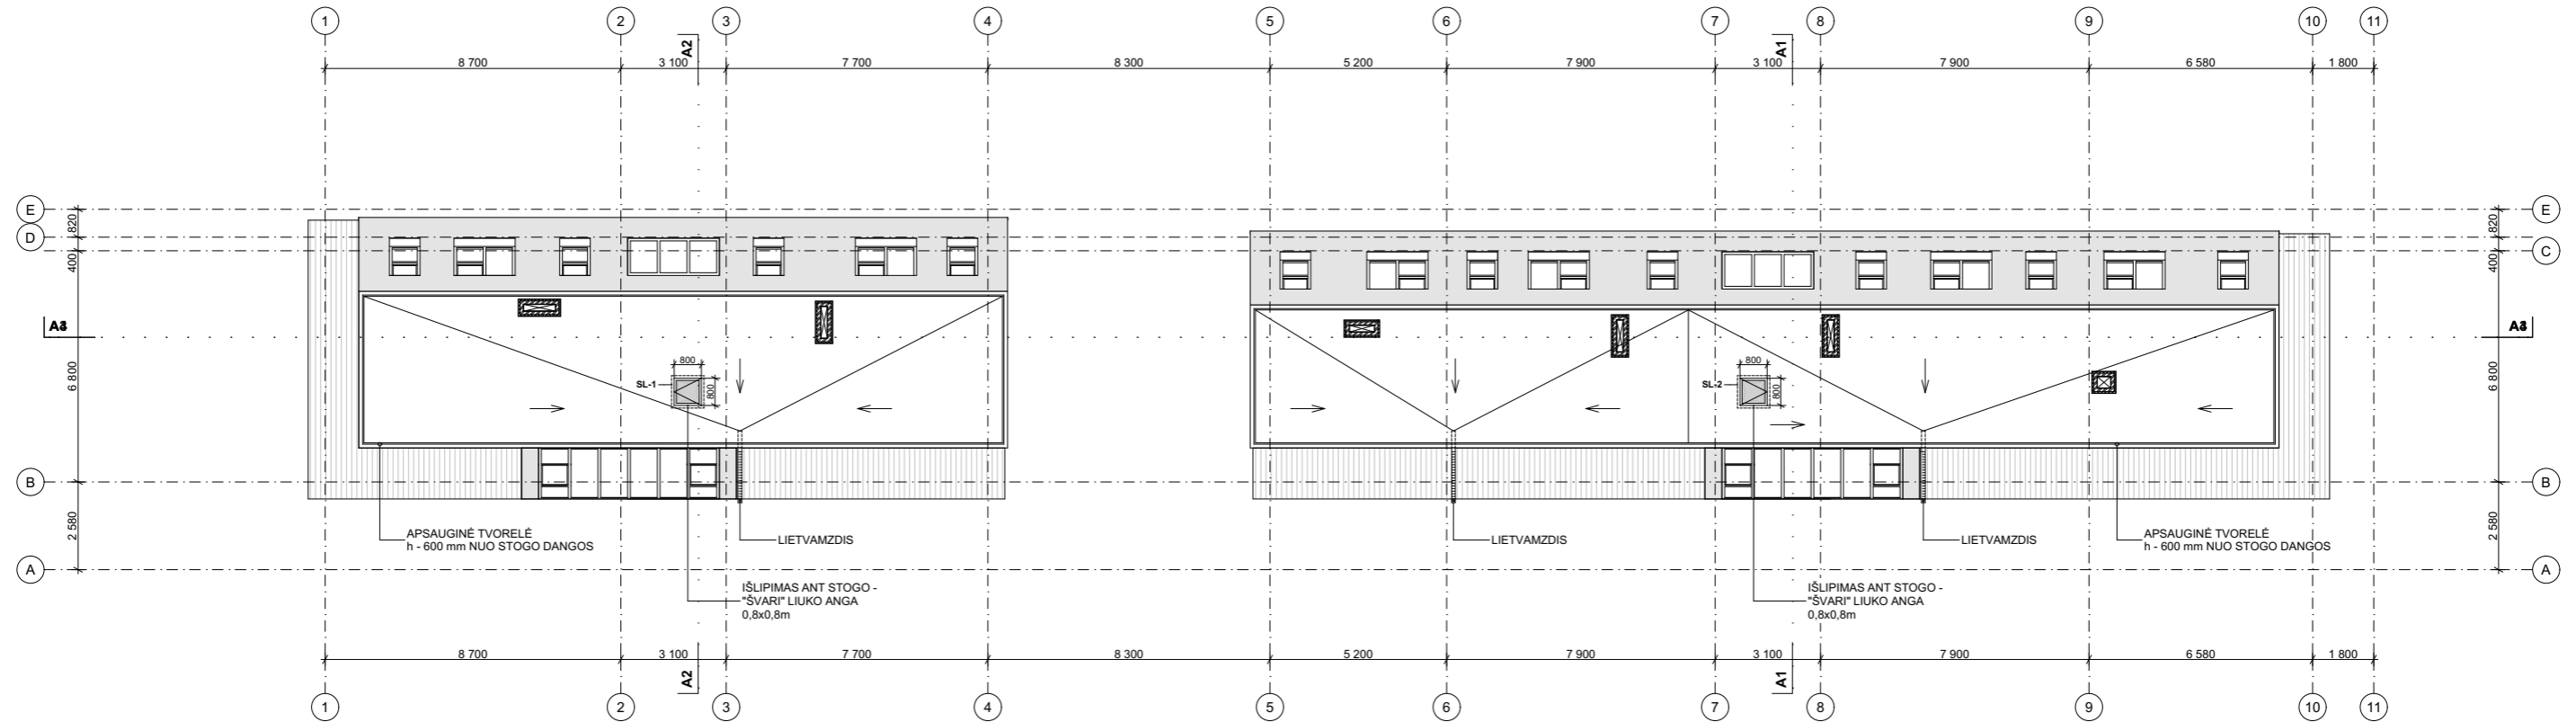 1 2 3 4 5 6 7 8 9 10 11
A2 A1
8 700 3 100 7 700 8 300 5 200 7 900 3 100 7 900 6 580 1 800
E E
820 820
D C
400 400
800 800
SL-1 800 SL-2 800
6 800 6 800
B B
2 580 2 580
APSAUGINĖ TVORELĖ
h - 600 mm NUO STOGO DANGOS
LIETVAMZDIS
LIETVAMZDIS
LIETVAMZDIS
APSAUGINĖ TVORELĖ
h - 600 mm NUO STOGO DANGOS
A A
IŠLIPIMAS ANT STOGO -
"ŠVARI" LIUKO ANGA
0,8x0,8m
IŠLIPIMAS ANT STOGO -
"ŠVARI" LIUKO ANGA
0,8x0,8m
8 700 3 100 7 700 8 300 5 200 7 900 3 100 7 900 6 580 1 800
A2 A1
1 2 3 4 5 6 7 8 9 10 11